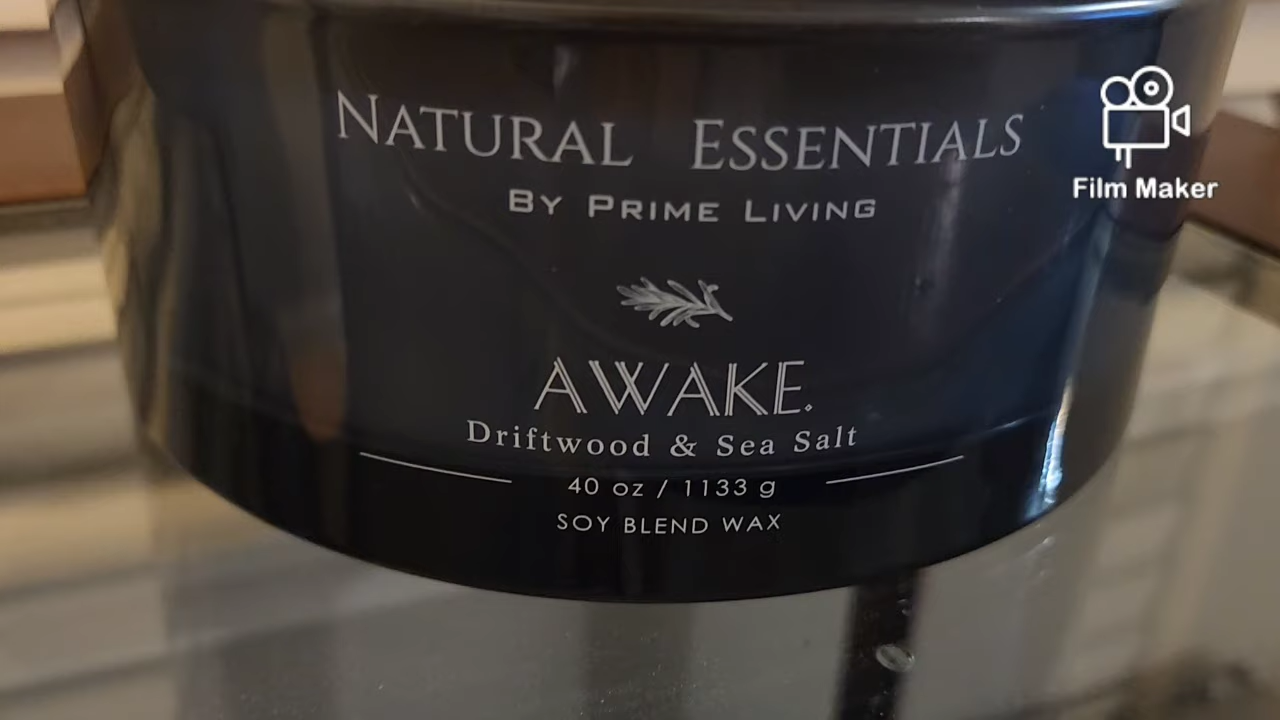 NATURAL ESSENTIALS
BY PRIME LIVING
AWAKE.
Driftwood & Sea Salt
40 oz / 1133 g
SOY BLEND WAX
Film Maker